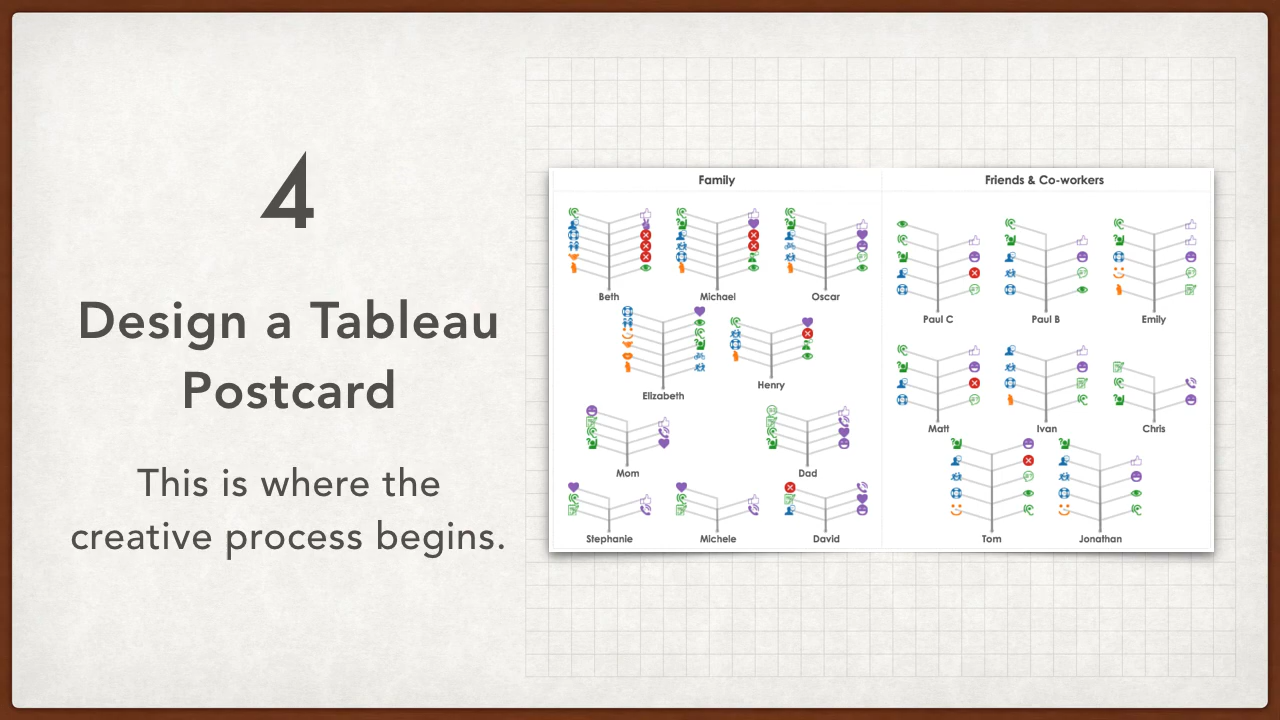 4
Design a Tableau
Postcard
This is where the
creative process begins.
Family
Friends & Co-workers
Beth
Michael
Oscar
Paul C
Paul B
Emily
Elizabeth
Henry
Matt
Ivan
Chris
Mom
Dad
Stephanie
Michele
David
Tom
Jonathan